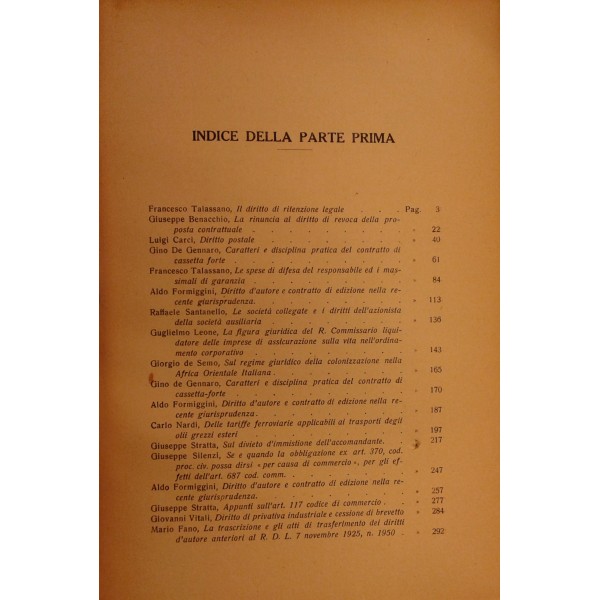 INDICE DELLA PARTE PRIMA
Francesco Talassano, Il diritto di ritenzione legale . . . Pag. 3
Giuseppe Benacchio, La rinuncia al diritto di revoca della pro-
posta contrattuale . . . . . . . » 22
Luigi Carci, Diritto postale . . . . . . . » 40
Gino De Gennaro, Caratteri e disciplina pratica del contratto di
cassetta forte . . . . . . . . » 61
Francesco Talassano, Le spese di difesa del responsabile ed i mas-
simali di garanzia . . . . . . . » 84
Aldo Formiggini, Diritto d'autore e contratto di edizione nella re-
cente giurisprudenza. . . . . . . » 113
Raffaele Santanello, Le società collegate e i diritti dell'azionista
della società ausiliaria . . . . . . » 136
Guglielmo Leone, La figura giuridica del R. Commissario liqui-
datore delle imprese di assicurazione sulla vita nell'ordina-
mento corporativo . . . . . . . » 143
Giorgio de Semo, Sul regime giuridico della colonizzazione nella
Africa Orientale Italiana . . . . . . » 165
Gino de Gennaro, Caratteri e disciplina pratica del contratto di
cassetta-forte . . . . . . . . » 170
Aldo Formiggini, Diritto d'autore e contratto di edizione nella re-
cente giurisprudenza . . . . . . . » 187
Carlo Nardi, Delle tariffe ferroviarie applicabili ai trasporti degli
olii grezzi esteri . . . . . . . » 197
Giuseppe Stratta, Sul divieto d'immistione dell'accomandante. . » 217
Giuseppe Silenzi, Se e quando la obbligazione ex art. 370, cod.
proc. civ. possa dirsi « per causa di commercio », per gli ef-
fetti dell'art. 687 cod. comm. . . . . . » 247
Aldo Formiggini, Diritto d'autore e contratto di edizione nella re-
cente giurisprudenza. . . . . . . » 257
Giuseppe Stratta, Appunti sull'art. 117 codice di commercio . . » 277
Giovanni Vitali, Diritto di privativa industriale e cessione di brevetto » 284
Mario Fano, La trascrizione e gli atti di trasferimento dei diritti
d'autore anteriori al R. D. L. 7 novembre 1925, n. 1950 . » 292